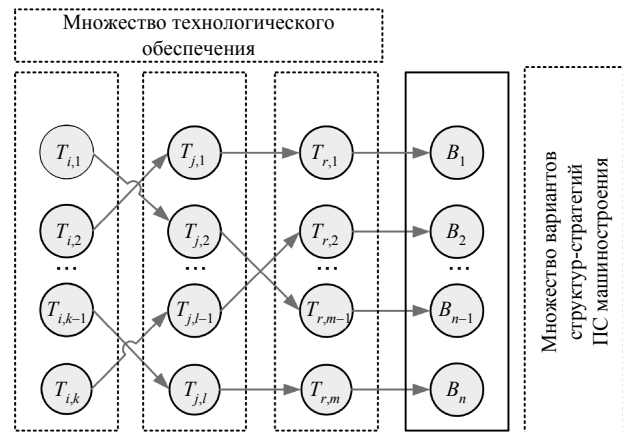 Множество технологического
обеспечения
T_{i,1} T_{j,1} T_{r,1} B_1
T_{i,2} T_{j,2} T_{r,2} B_2
... ... ... ...
T_{i,k–1} T_{j,l–1} T_{r,m–1} B_{n–1}
T_{i,k} T_{j,l} T_{r,m} B_n
Множество вариантов
структур-стратегий
ПС машиностроения